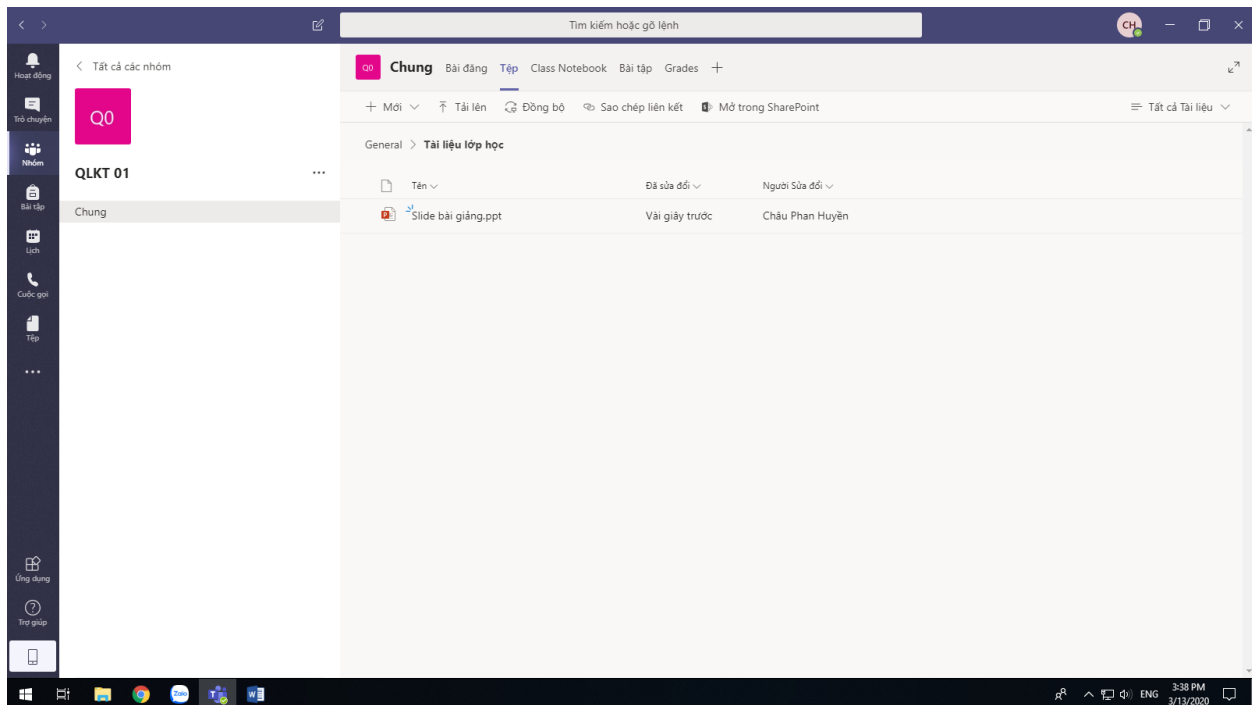 Tìm kiếm hoặc gõ lệnh
CH
Hoạt động
Trò chuyện
Nhóm
Bài tập
Lịch
Cuộc gọi
Tệp
Ứng dụng
Trợ giúp
Tất cả các nhóm
Q0
QLKT 01
Chung
Q0 Chung Bài đăng Tệp Class Notebook Bài tập Grades
Mới Tải lên Đồng bộ Sao chép liên kết Mở trong SharePoint Tất cả Tài liệu
General > Tài liệu lớp học
Tên Đã sửa đổi Người Sửa đổi
Slide bài giảng.ppt Vài giây trước Châu Phan Huyền
Zalo
ENG
3:38 PM
3/13/2020